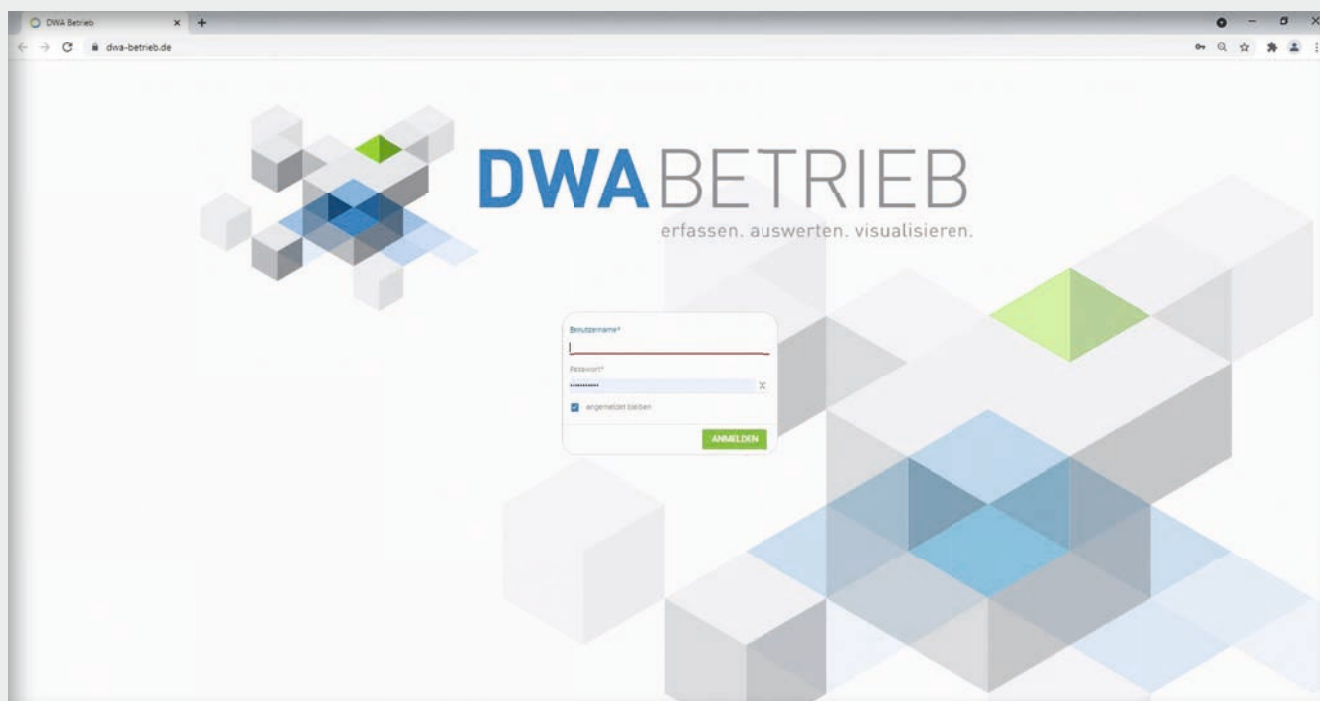 DWA Betrieb
dwa-betrieb.de
DWABETRIEB
erfassen. auswerten. visualisieren.
Benutzername*
Passwort*
angemeldet bleiben
ANMELDEN